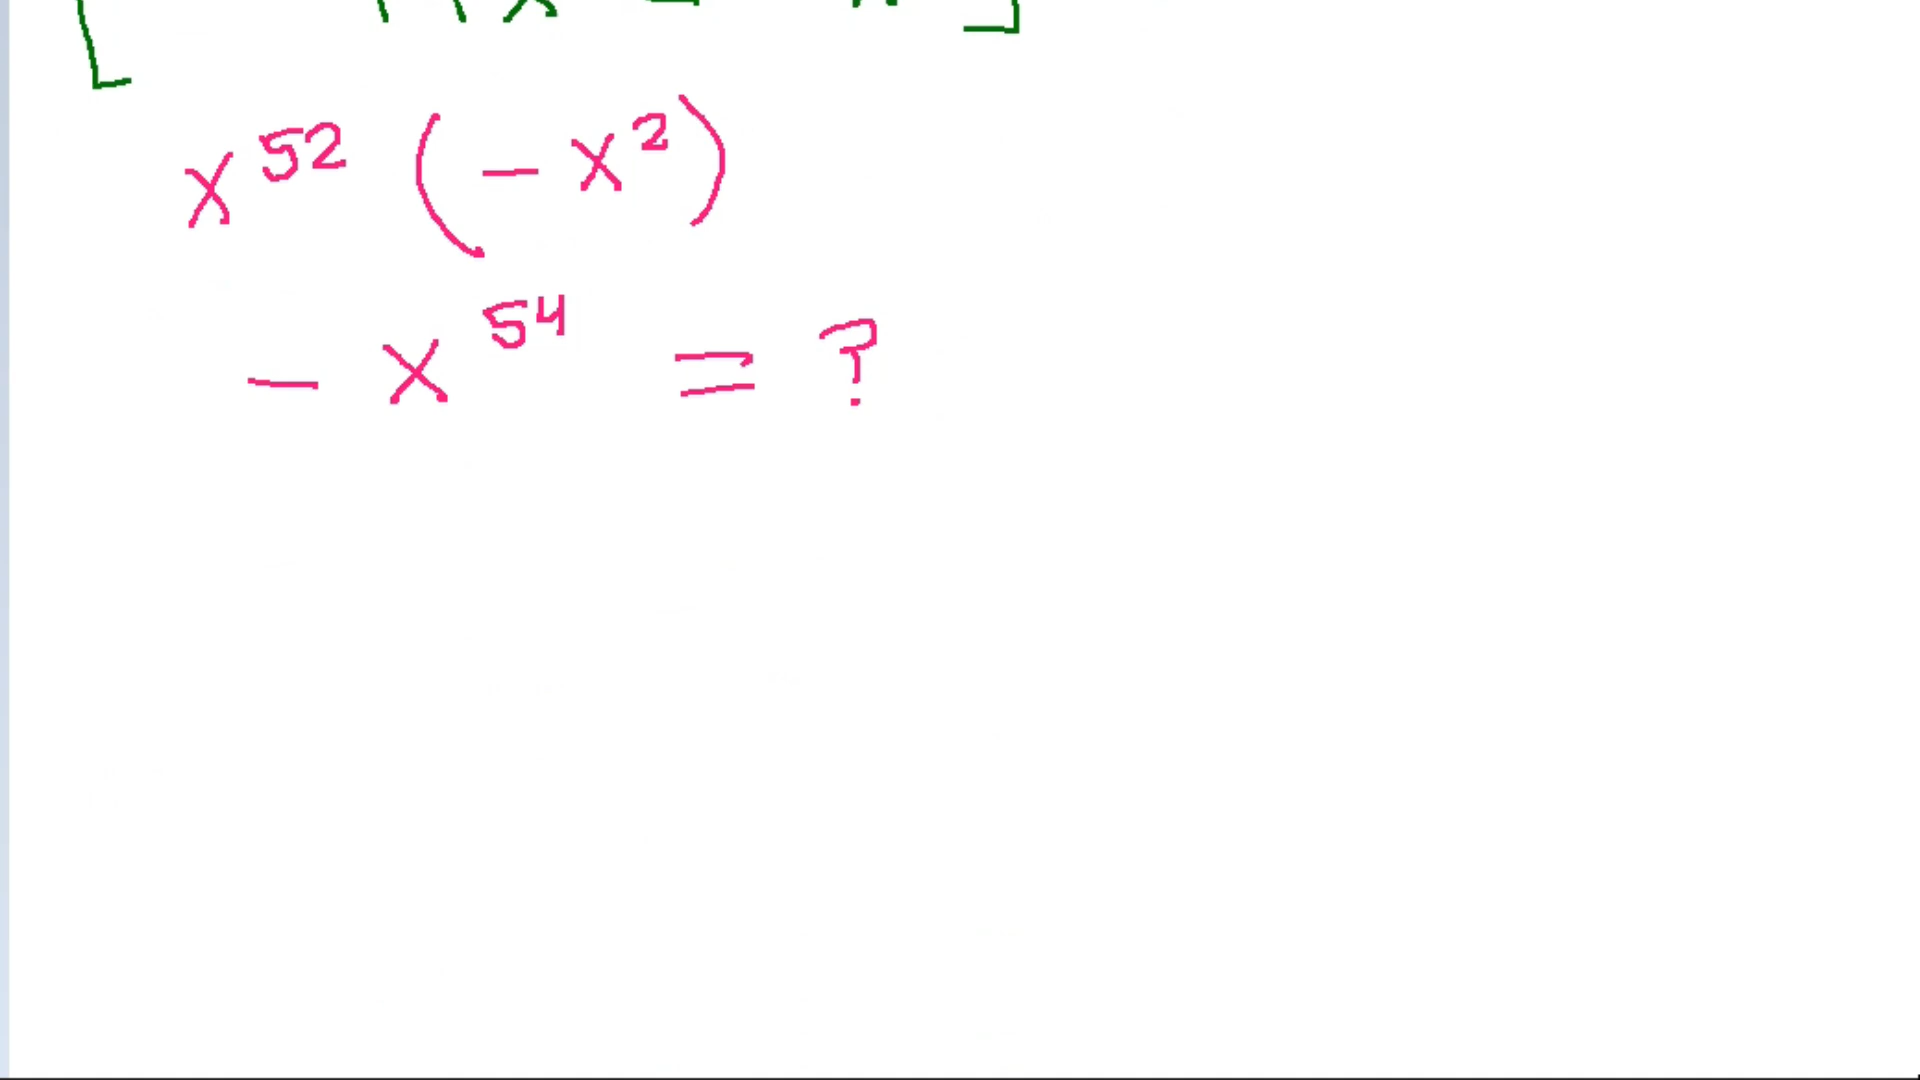 x^52 (- x^2)
- x^54 = ?